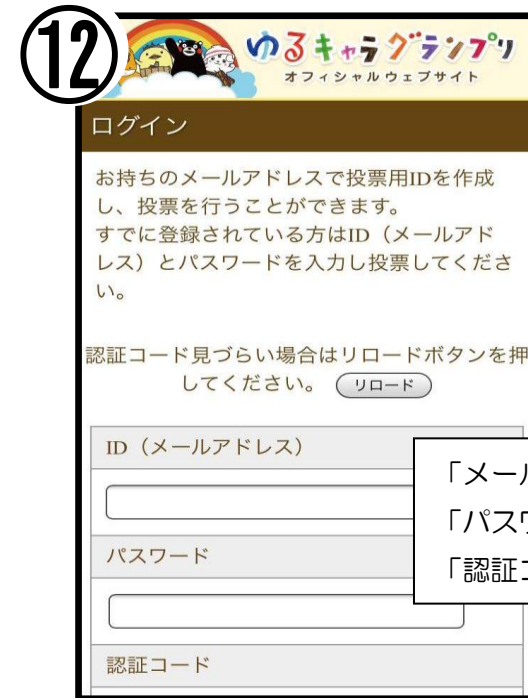 ⑫
ゆるキャラグランプリ
オフィシャルウェブサイト
ログイン
お持ちのメールアドレスで投票用IDを作成
し、投票を行うことができます。
すでに登録されている方はID（メールアド
レス）とパスワードを入力し投票してくださ
い。
認証コード見づらい場合はリロードボタンを押
してください。 リロード
ID（メールアドレス）
「メール
パスワード
「パスワ
「認証コ
認証コード